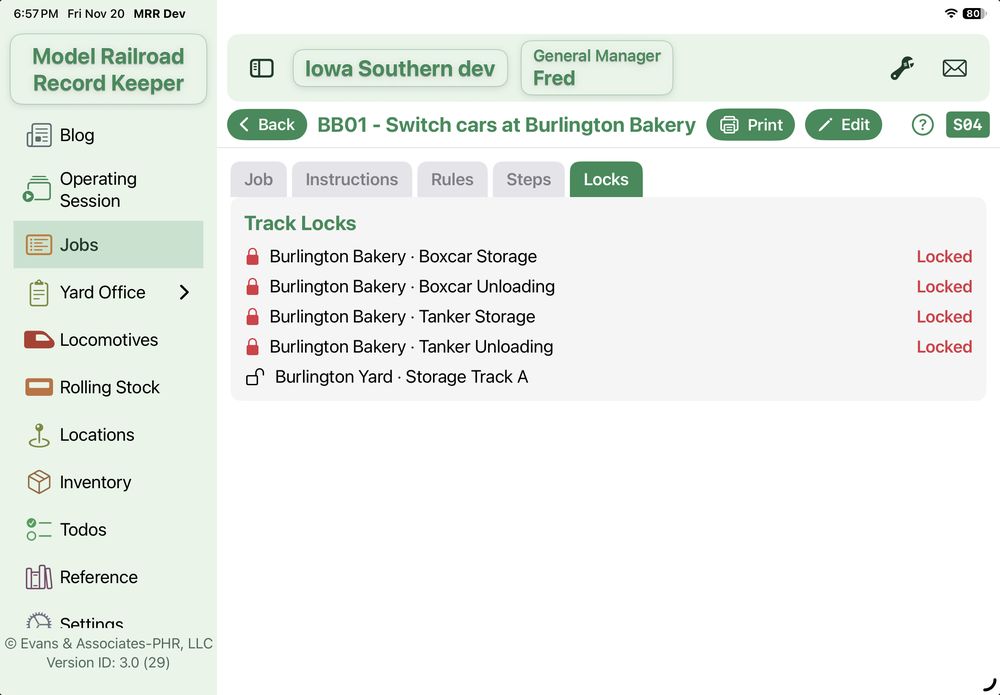 6:57 PM Fri Nov 20 MRR Dev
80
Model Railroad
Record Keeper
Iowa Southern dev
General Manager
Fred
Back
BB01 - Switch cars at Burlington Bakery
Print
Edit
?
S04
Blog
Operating
Session
Jobs
Yard Office
Locomotives
Rolling Stock
Locations
Inventory
Todos
Reference
Settings
© Evans & Associates-PHR, LLC
Version ID: 3.0 (29)
Job
Instructions
Rules
Steps
Locks
Track Locks
Burlington Bakery · Boxcar Storage Locked
Burlington Bakery · Boxcar Unloading Locked
Burlington Bakery · Tanker Storage Locked
Burlington Bakery · Tanker Unloading Locked
Burlington Yard · Storage Track A